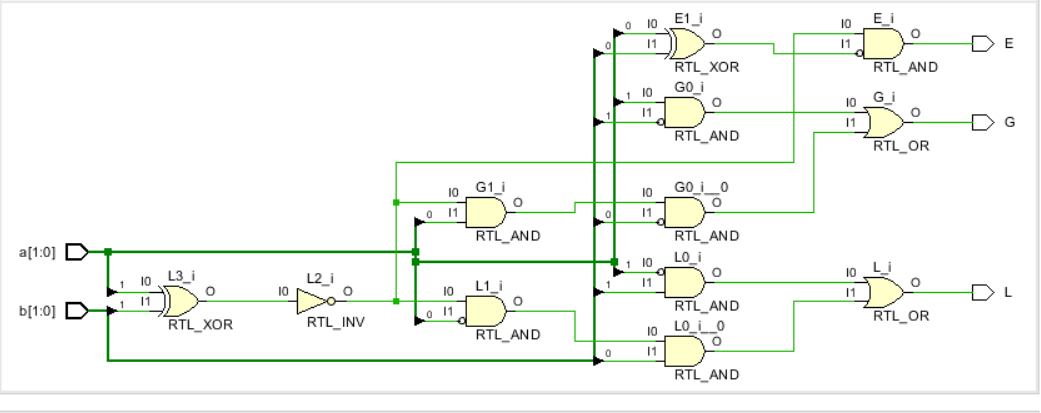 E1_i
0 I0 O
0 I1
RTL_XOR
E_i
I0 O
I1
RTL_AND
E
G0_i
1 I0 O
1 I1
RTL_AND
G_i
I0 O
I1
RTL_OR
G
G1_i
I0 O
0 I1
RTL_AND
G0_i__0
I0 O
0 I1
RTL_AND
a[1:0]
b[1:0]
L3_i
1 I0 O
1 I1
RTL_XOR
L2_i
I0 O
RTL_INV
L1_i
I0 O
0 I1
RTL_AND
L0_i
1 I0 O
1 I1
RTL_AND
L_i
I0 O
I1
RTL_OR
L
L0_i__0
I0 O
0 I1
RTL_AND